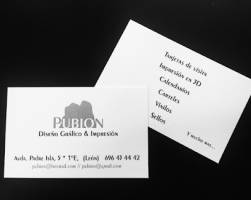 PUBION
Diseño Gráfico & Impresión
Avda. Padre Isla, 5 * 1ºE, (León) 696 43 44 42
Tarjetas de visita
Impresión en 3D
Calendarios
Carteles
Vinilos
Sellos
Y mucho más...